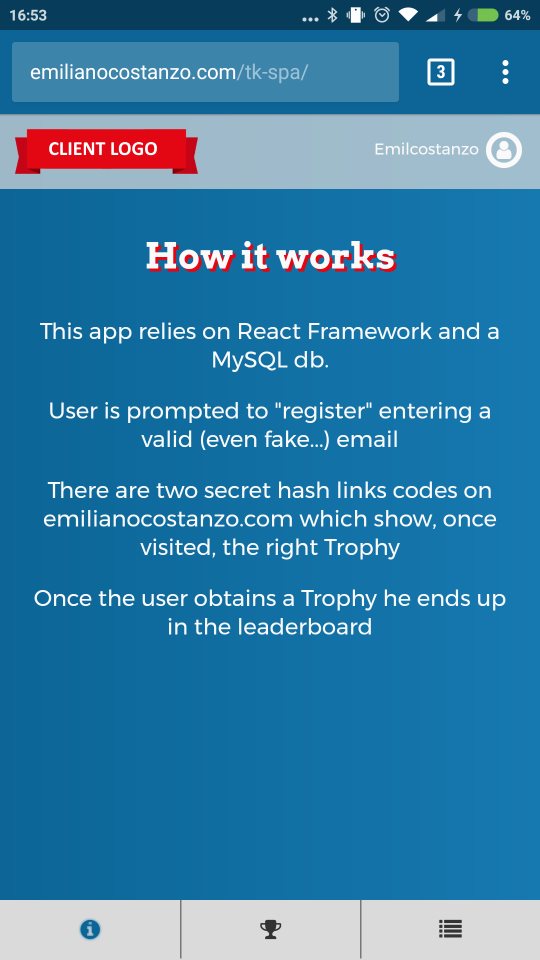 16:53
64%
emilianocostanzo.com/tk-spa/
3
CLIENT LOGO
Emilcostanzo
How it works
This app relies on React Framework and a
MySQL db.
User is prompted to "register" entering a
valid (even fake...) email
There are two secret hash links codes on
emilianocostanzo.com which show, once
visited, the right Trophy
Once the user obtains a Trophy he ends up
in the leaderboard